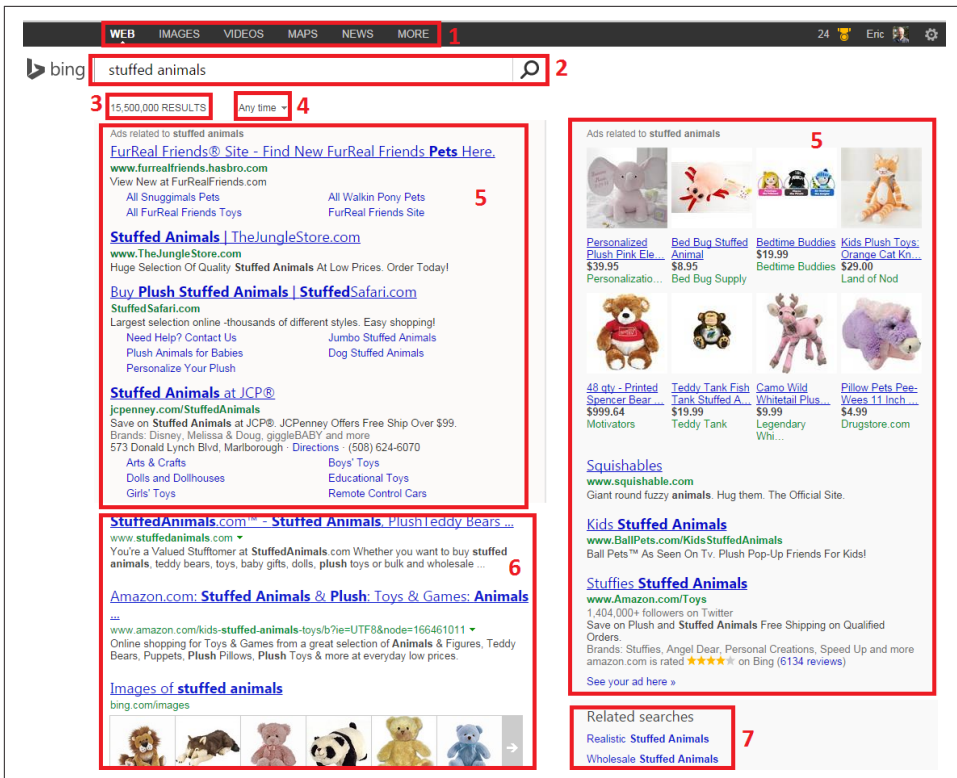 WEB IMAGES VIDEOS MAPS NEWS MORE 1 24 Eric
bing stuffed animals 2
3 15,500,000 RESULTS Any time 4
Ads related to stuffed animals
FurReal Friends® Site - Find New FurReal Friends Pets Here.
www.furrealfriends.hasbro.com
View New at FurRealFriends.com
All Snuggimals Pets All Walkin Pony Pets
5
All FurReal Friends Toys FurReal Friends Site
Stuffed Animals | TheJungleStore.com
www.TheJungleStore.com
Huge Selection Of Quality Stuffed Animals At Low Prices. Order Today!
Buy Plush Stuffed Animals | StuffedSafari.com
StuffedSafari.com
Largest selection online -thousands of different styles. Easy shopping!
Need Help? Contact Us Jumbo Stuffed Animals
Plush Animals for Babies Dog Stuffed Animals
Personalize Your Plush
Stuffed Animals at JCP®
jcpenney.com/StuffedAnimals
Save on Stuffed Animals at JCP®. JCPenney Offers Free Ship Over $99.
Brands: Disney, Melissa & Doug, giggleBABY and more
573 Donald Lynch Blvd, Marlborough · Directions · (508) 624-6070
Arts & Crafts Boys' Toys
Dolls and Dollhouses Educational Toys
Girls' Toys Remote Control Cars
StuffedAnimals.com™ - Stuffed Animals, PlushTeddy Bears ...
www.stuffedanimals.com
You're a Valued Stufftomer at StuffedAnimals.com Whether you want to buy stuffed
animals, teddy bears, toys, baby gifts, dolls, plush toys or bulk and wholesale ...
6
Amazon.com: Stuffed Animals & Plush: Toys & Games: Animals
...
www.amazon.com/kids-stuffed-animals-toys/b?ie=UTF8&node=166461011
Online shopping for Toys & Games from a great selection of Animals & Figures, Teddy
Bears, Puppets, Plush Pillows, Plush Toys & more at everyday low prices.
Images of stuffed animals
bing.com/images
Ads related to stuffed animals
5
Personalized Bed Bug Stuffed Bedtime Buddies Kids Plush Toys:
Plush Pink Ele... Animal $19.99 Orange Cat Kn...
$39.95 $8.95 Bedtime Buddies $29.00
Personalizatio... Bed Bug Supply Land of Nod
48 qty - Printed Teddy Tank Fish Camo Wild Pillow Pets Pee-
Spencer Bear ... Tank Stuffed A... Whitetail Plus... Wees 11 Inch ...
$999.64 $19.99 $9.99 $4.99
Motivators Teddy Tank Legendary Drugstore.com
Whi...
Squishables
www.squishable.com
Giant round fuzzy animals. Hug them. The Official Site.
Kids Stuffed Animals
www.BallPets.com/KidsStuffedAnimals
Ball Pets™ As Seen On Tv. Plush Pop-Up Friends For Kids!
Stuffies Stuffed Animals
www.Amazon.com/Toys
1,404,000+ followers on Twitter
Save on Plush and Stuffed Animals Free Shipping on Qualified
Orders.
Brands: Stuffies, Angel Dear, Personal Creations, Speed Up and more
amazon.com is rated ★★★★★ on Bing (6134 reviews)
See your ad here »
Related searches
Realistic Stuffed Animals
7
Wholesale Stuffed Animals